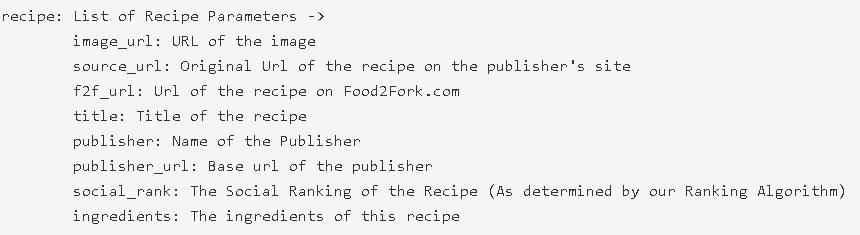 recipe: List of Recipe Parameters ->
image_url: URL of the image
source_url: Original Url of the recipe on the publisher's site
f2f_url: Url of the recipe on Food2Fork.com
title: Title of the recipe
publisher: Name of the Publisher
publisher_url: Base url of the publisher
social_rank: The Social Ranking of the Recipe (As determined by our Ranking Algorithm)
ingredients: The ingredients of this recipe